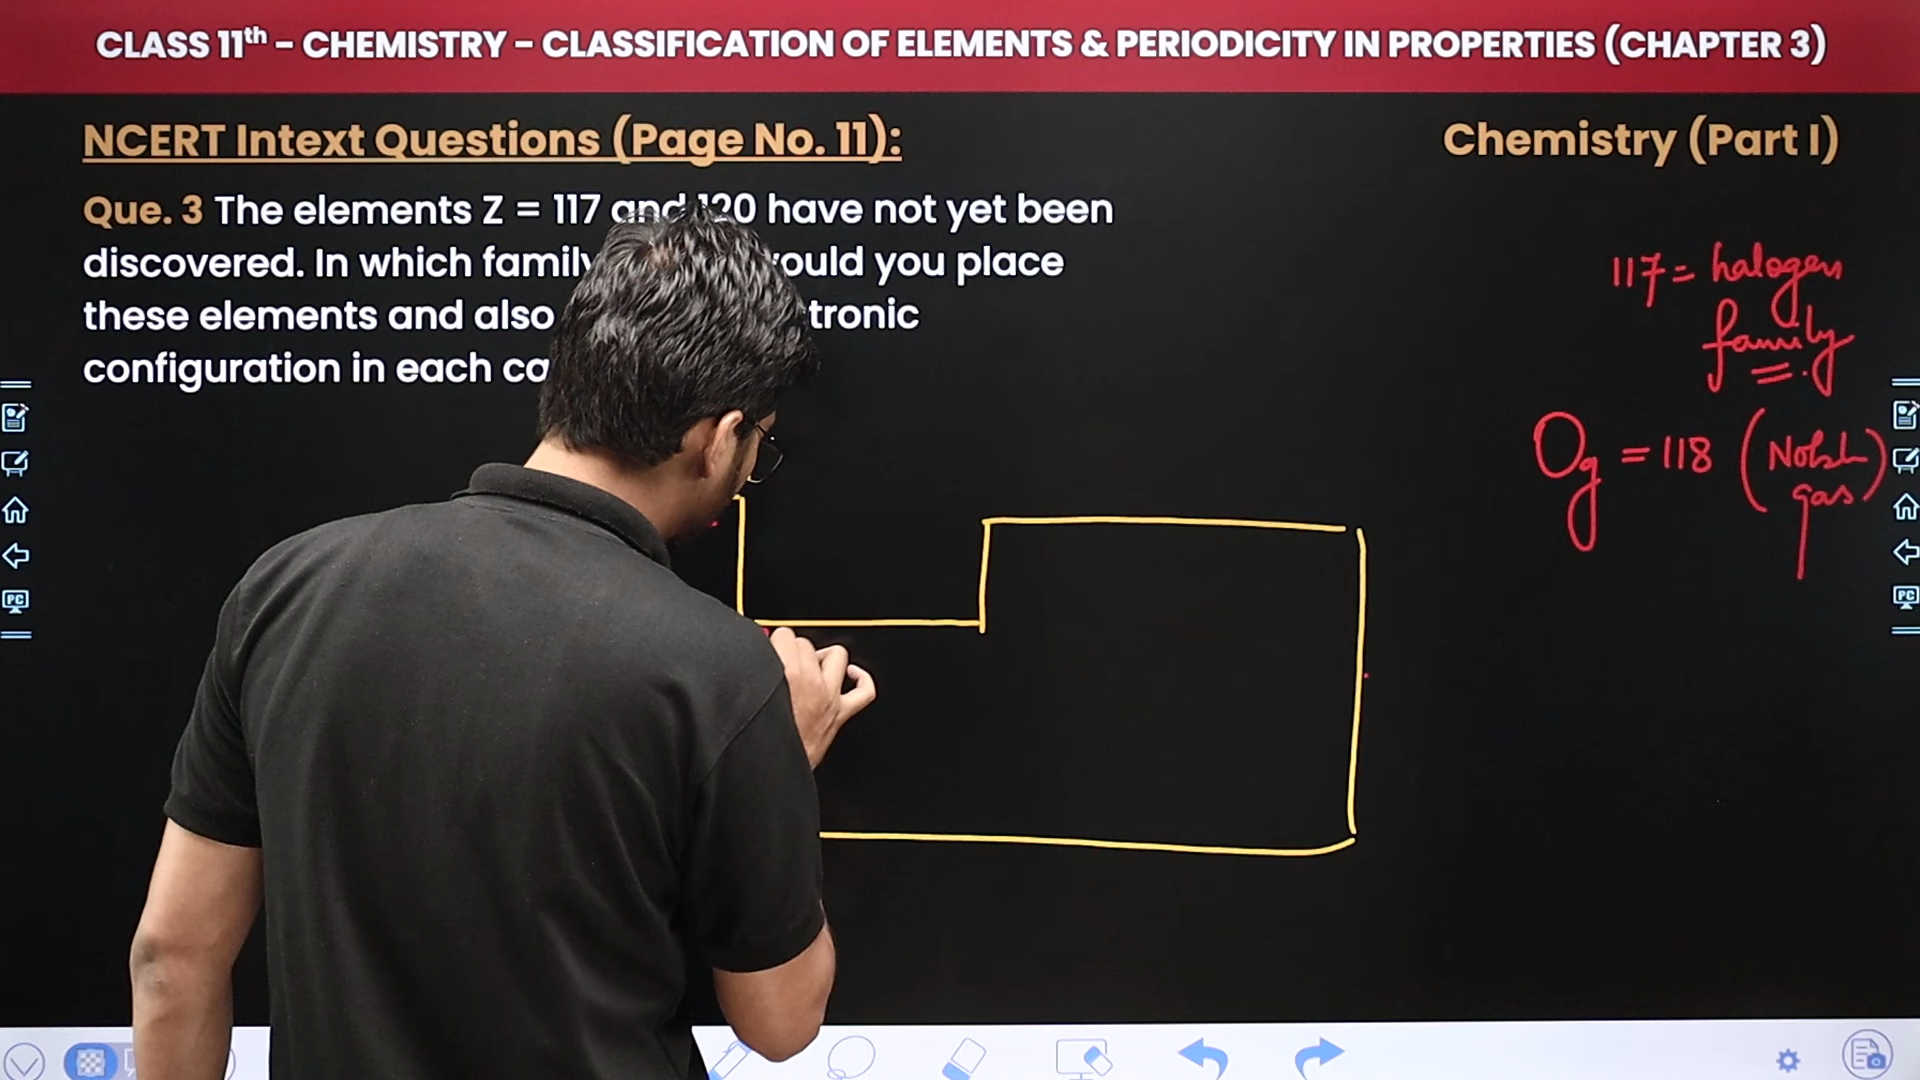 CLASS 11th - CHEMISTRY - CLASSIFICATION OF ELEMENTS & PERIODICITY IN PROPERTIES (CHAPTER 3)
NCERT Intext Questions (Page No. 11):
Chemistry (Part I)
Que. 3 The elements Z = 117 and 120 have not yet been
discovered. In which family would you place
these elements and also tronic
configuration in each ca
117 = halogen
family
Og = 118 (Noble
gas)
PC
PC